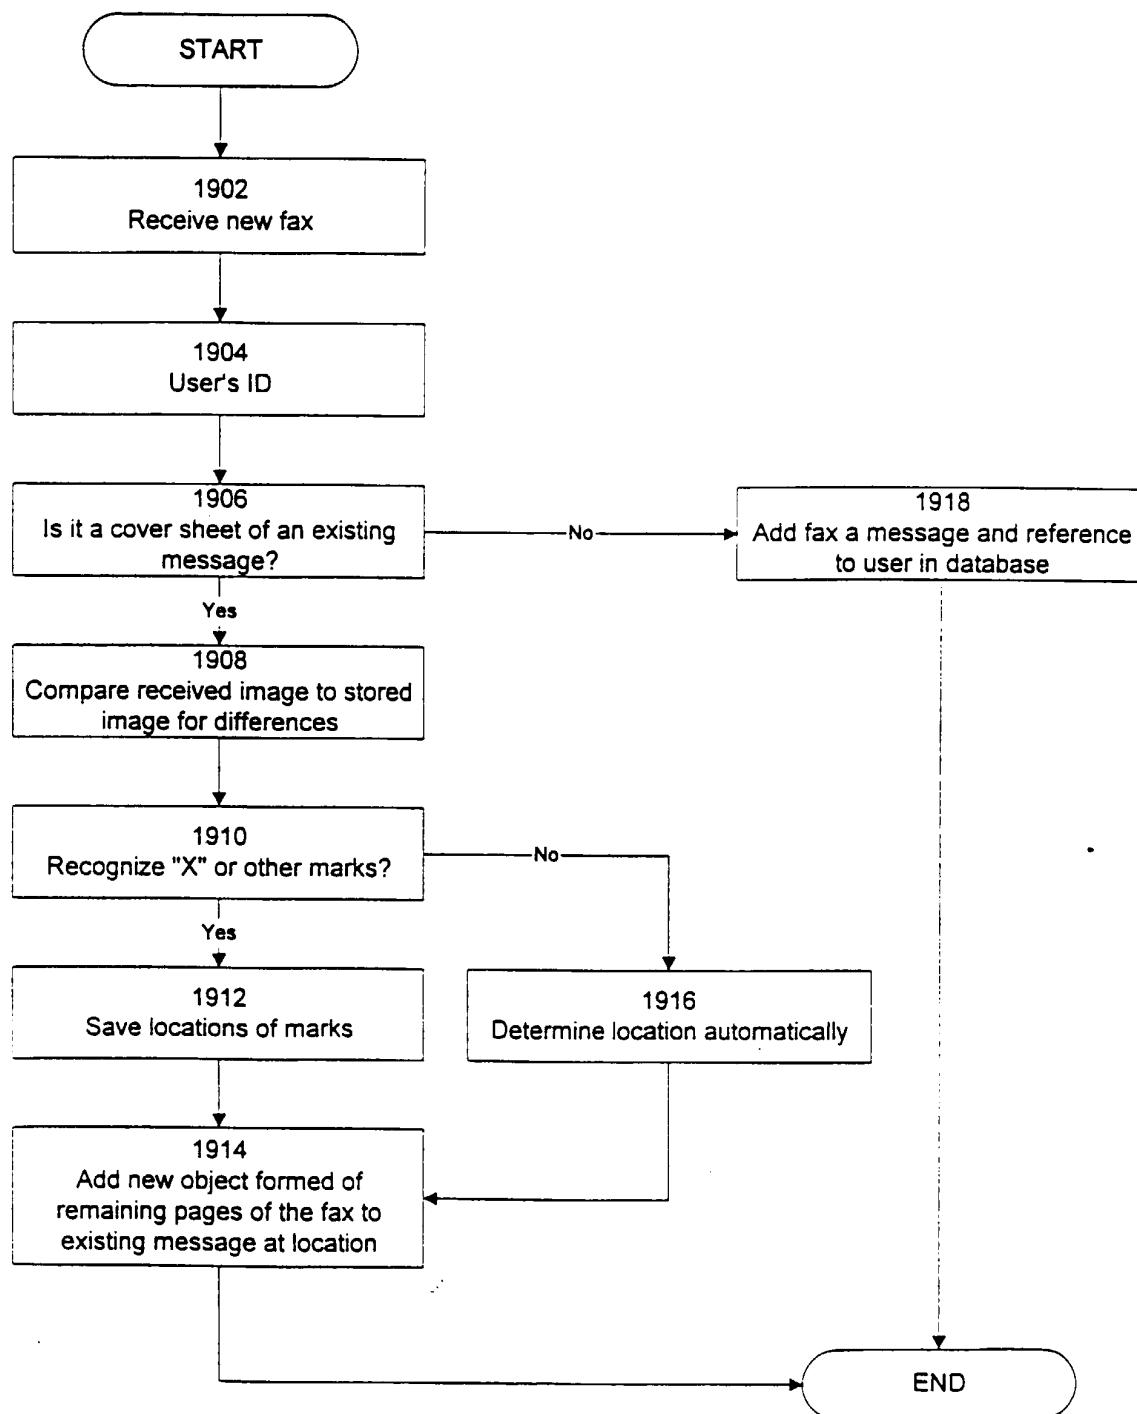 START
1902
Receive new fax
1904
User's ID
1906
Is it a cover sheet of an existing
message?
No
1918
Add fax a message and reference
to user in database
Yes
1908
Compare received image to stored
image for differences
1910
Recognize "X" or other marks?
No
Yes
1912
Save locations of marks
1916
Determine location automatically
1914
Add new object formed of
remaining pages of the fax to
existing message at location
END